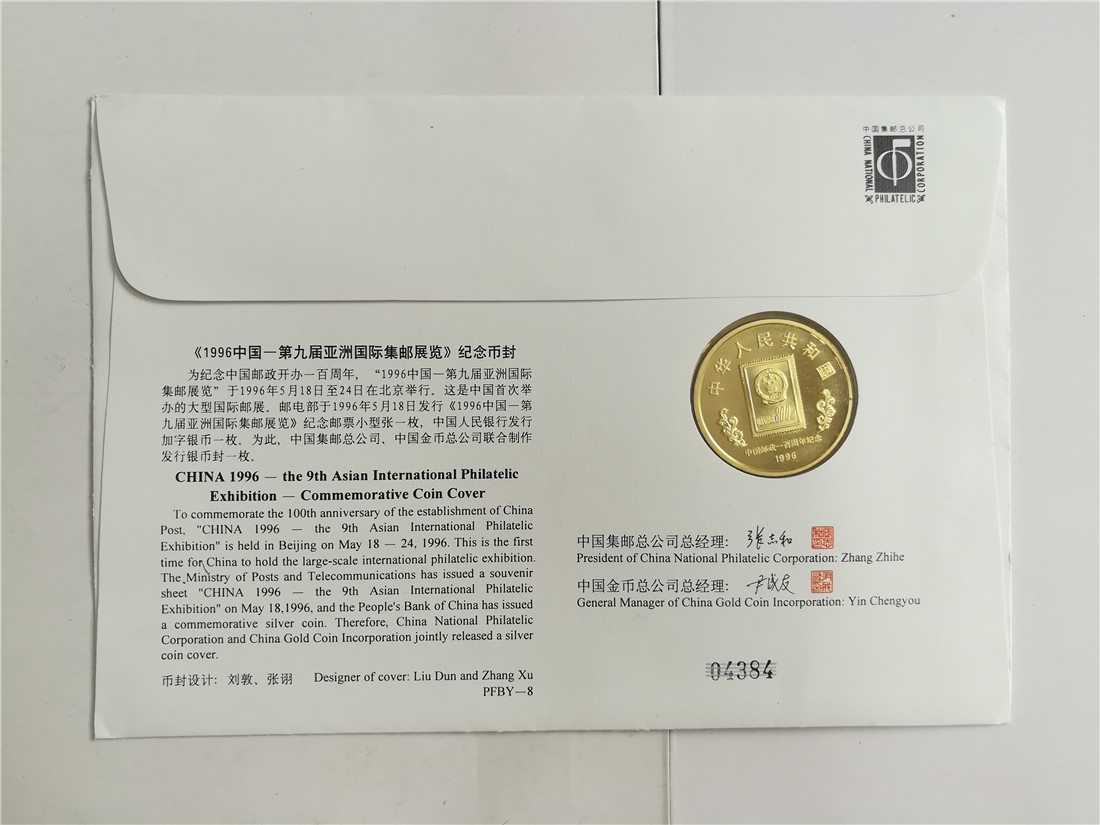 中国集邮总公司
CHINA NATIONAL
PHILATELIC
CORPORATION
《1996中国—第九届亚洲国际集邮展览》纪念币封
为纪念中国邮政开办一百周年，“1996中国—第九届亚洲国际
集邮展览”于1996年5月18日至24日在北京举行。这是中国首次举
办的大型国际邮展。邮电部于1996年5月18日发行《1996中国—第
九届亚洲国际集邮展览》纪念邮票小型张一枚，中国人民银行发行
加字银币一枚。为此，中国集邮总公司、中国金币总公司联合制作
发行银币封一枚。
CHINA 1996 — the 9th Asian International Philatelic
Exhibition — Commemorative Coin Cover
To commemorate the 100th anniversary of the establishment of China
Post, "CHINA 1996 — the 9th Asian International Philatelic
Exhibition" is held in Beijing on May 18 — 24, 1996. This is the first
time for China to hold the large-scale international philatelic exhibition.
The Ministry of Posts and Telecommunications has issued a souvenir
sheet "CHINA 1996 — the 9th Asian International Philatelic
Exhibition" on May 18,1996, and the People's Bank of China has issued
a commemorative silver coin. Therefore, China National Philatelic
Corporation and China Gold Coin Incorporation jointly released a silver
coin cover.
币封设计：刘敦、张诩 Designer of cover: Liu Dun and Zhang Xu
PFBY—8
中华人民共和
中国邮政一百周年纪念
1996
中国集邮总公司总经理：张志和
President of China National Philatelic Corporation: Zhang Zhihe
中国金币总公司总经理：尹成友
General Manager of China Gold Coin Incorporation: Yin Chengyou
04384